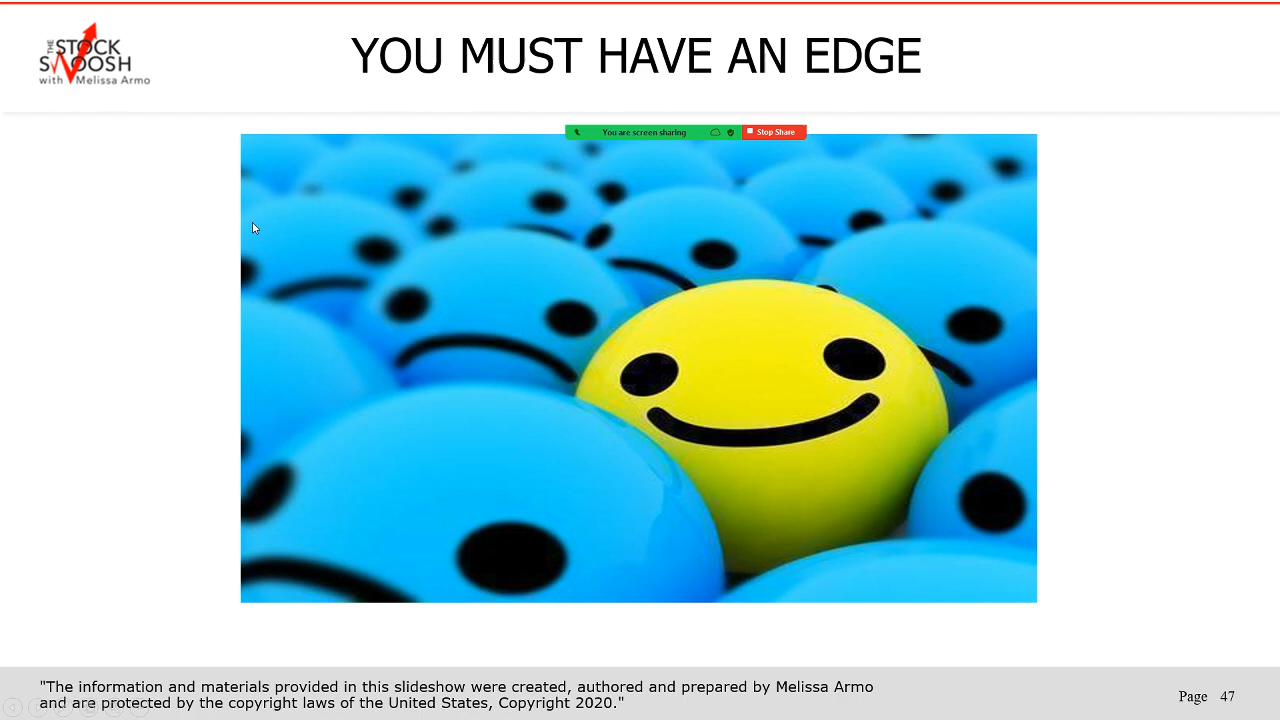 THE
STOCK
SWOOSH
with Melissa Armo
YOU MUST HAVE AN EDGE
You are screen sharing
Stop Share
"The information and materials provided in this slideshow were created, authored and prepared by Melissa Armo
and are protected by the copyright laws of the United States, Copyright 2020."
Page 47